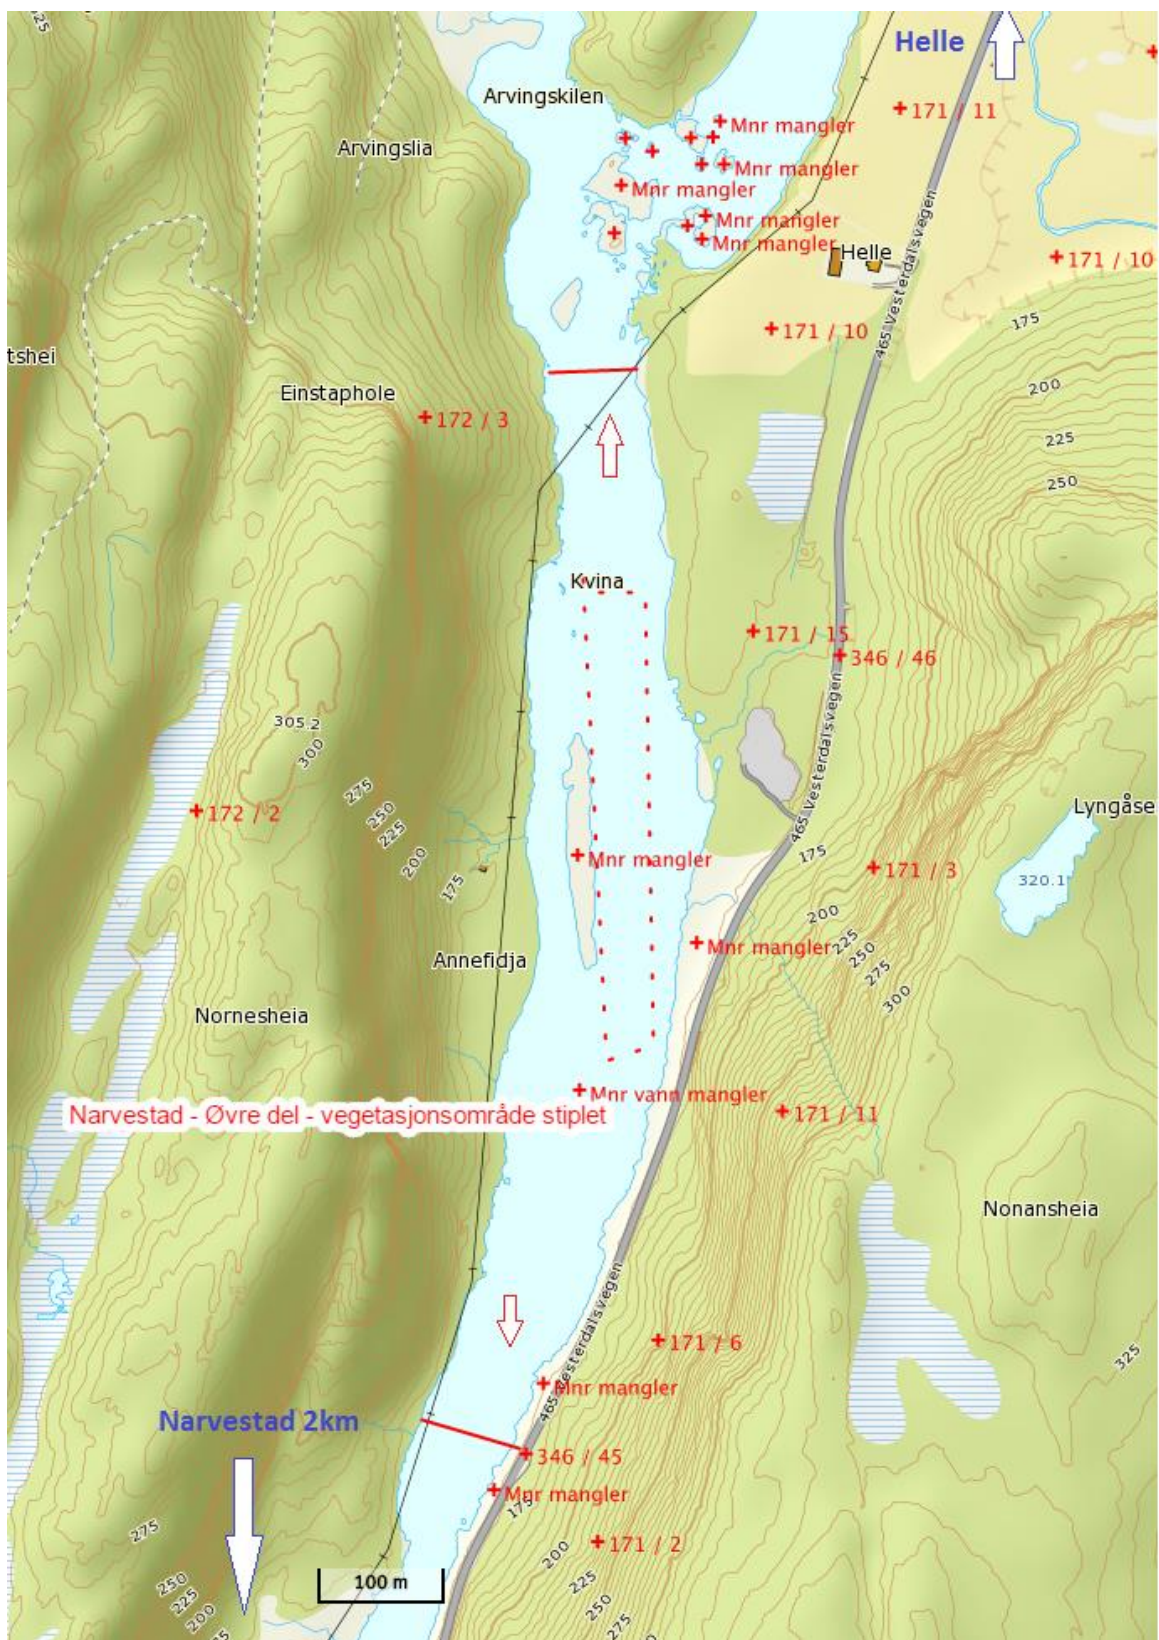 325
Helle
Arvingskilen
171 / 11
Mnr mangler
Arvingslia
Mnr mangler
Mnr mangler
Mnr mangler
Mnr mangler
Helle
171 / 10
465 Vesterdalsvegen
175
171 / 10
tshei
200
Einstaphole
172 / 3
225
250
Kvina
171 / 15
346 / 46
305.2
300
275
250
225
200
175
465 Vesterdalsvegen
172 / 2
Lyngåse
175
Mnr mangler
171 / 3
320.1
200
225
250
275
300
Mnr mangler
Annefidja
Nornesheia
Mnr vann mangler
Narvestad - Øvre del - vegetasjonsområde stiplet
171 / 11
Nonansheia
171 / 6
325
465 Vesterdalsvegen
Mnr mangler
Narvestad 2km
346 / 45
Mnr mangler
175
275
171 / 2
200
225
250
275
250
225
200
100 m